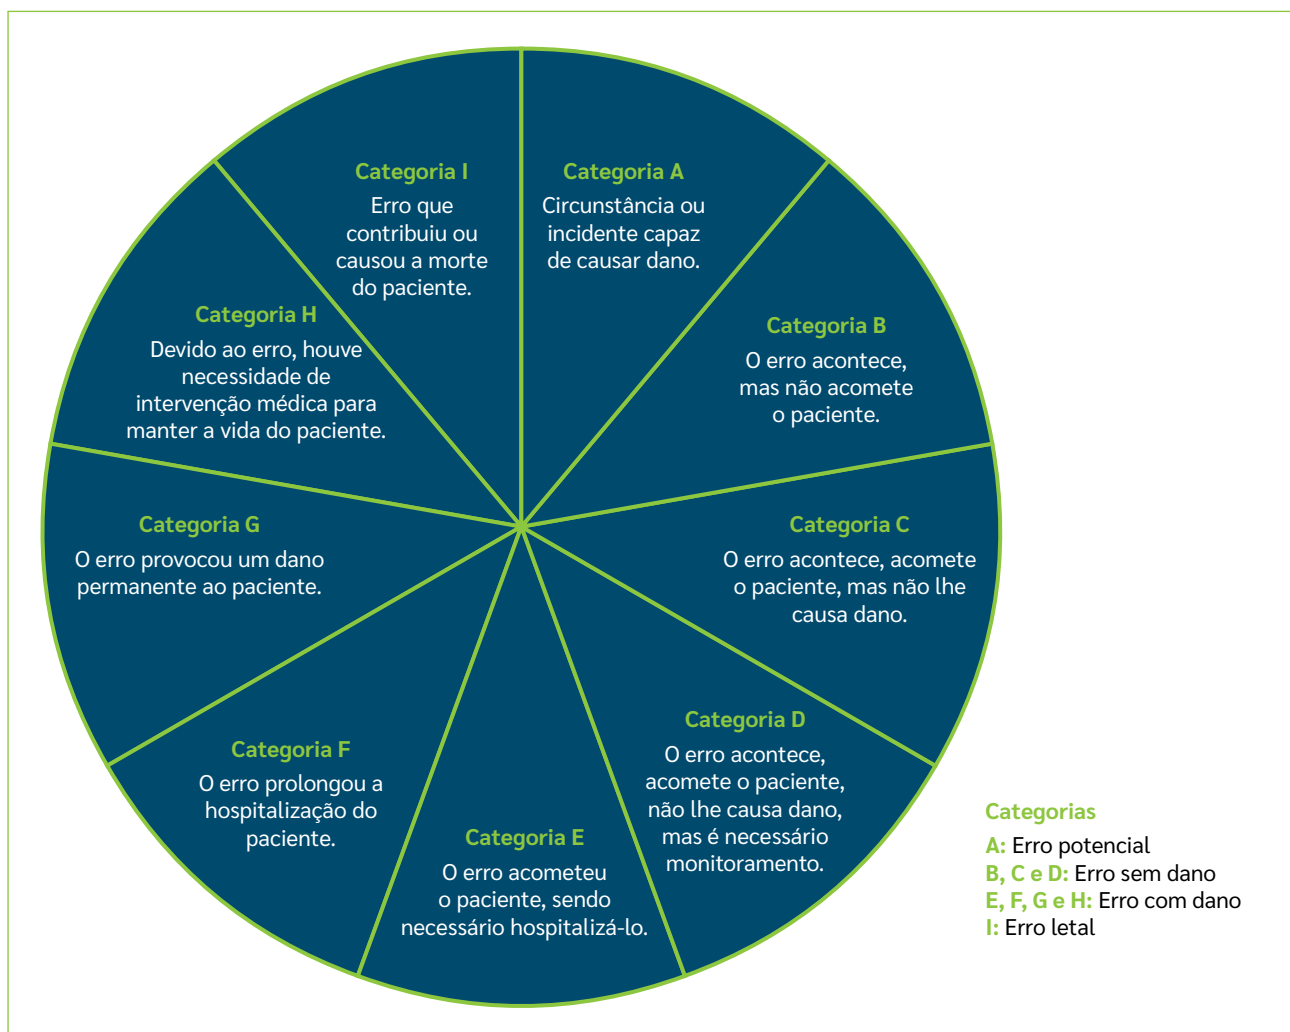 Categoria A
Circunstância ou
incidente capaz
de causar dano.
Categoria B
O erro acontece,
mas não acomete
o paciente.
Categoria C
O erro acontece, acomete
o paciente, mas não lhe
causa dano.
Categoria D
O erro acontece,
acomete o paciente,
não lhe causa dano,
mas é necessário
monitoramento.
Categoria E
O erro acometeu
o paciente, sendo
necessário hospitalizá-lo.
Categoria F
O erro prolongou a
hospitalização do
paciente.
Categoria G
O erro provocou um dano
permanente ao paciente.
Categoria H
Devido ao erro, houve
necessidade de
intervenção médica para
manter a vida do paciente.
Categoria I
Erro que
contribuiu ou
causou a morte
do paciente.
Categorias
A: Erro potencial
B, C e D: Erro sem dano
E, F, G e H: Erro com dano
I: Erro letal